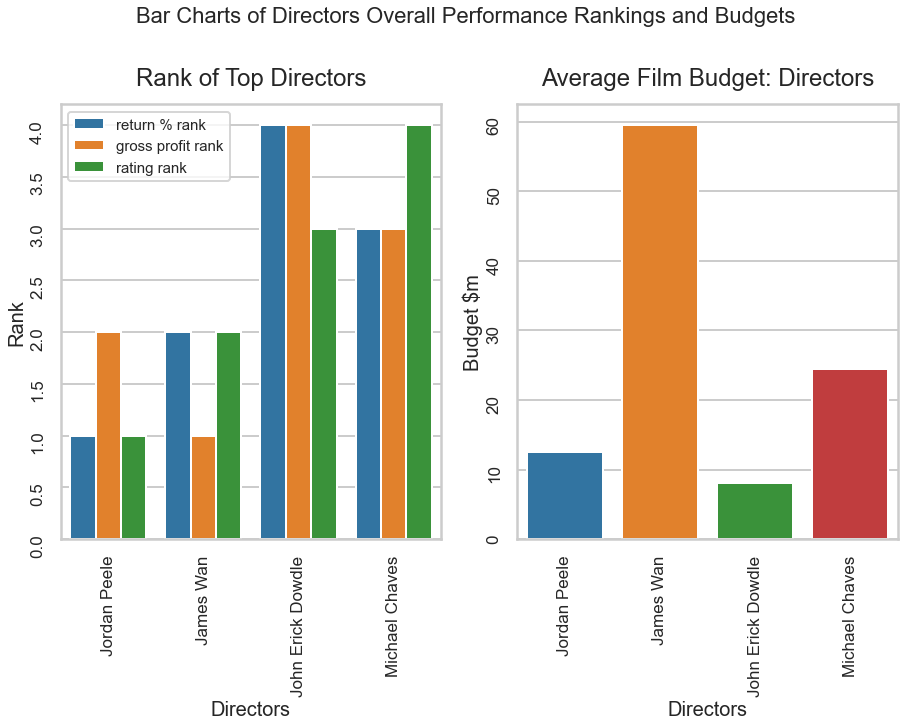 Bar Charts of Directors Overall Performance Rankings and Budgets
Rank of Top Directors
return % rank
gross profit rank
rating rank
Rank
4.0
3.5
3.0
2.5
2.0
1.5
1.0
0.5
0.0
Jordan Peele
James Wan
John Erick Dowdle
Michael Chaves
Directors
Average Film Budget: Directors
Budget $m
60
50
40
30
20
10
0
Jordan Peele
James Wan
John Erick Dowdle
Michael Chaves
Directors